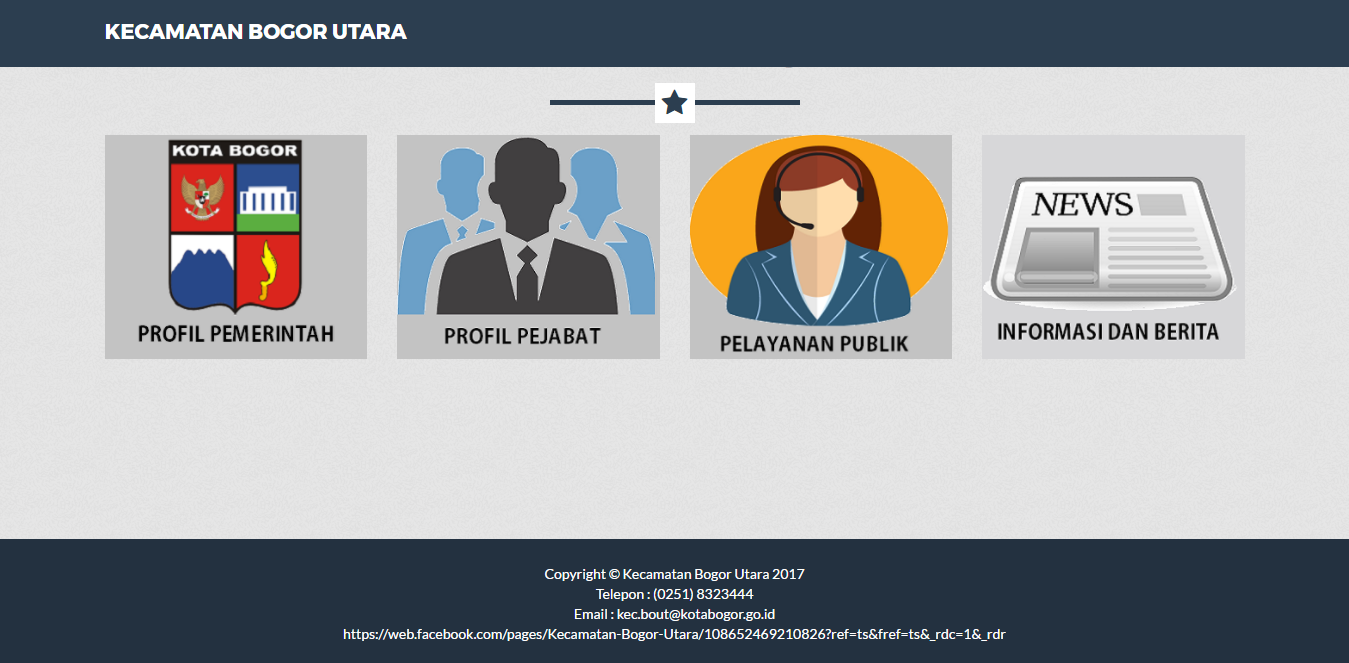 KECAMATAN BOGOR UTARA
KOTA BOGOR
PROFIL PEMERINTAH
PROFIL PEJABAT
PELAYANAN PUBLIK
NEWS
INFORMASI DAN BERITA
Copyright © Kecamatan Bogor Utara 2017
Telepon : (0251) 8323444
Email : kec.bout@kotabogor.go.id
https://web.facebook.com/pages/Kecamatan-Bogor-Utara/108652469210826?ref=ts&fref=ts&_rdc=1&_rdr